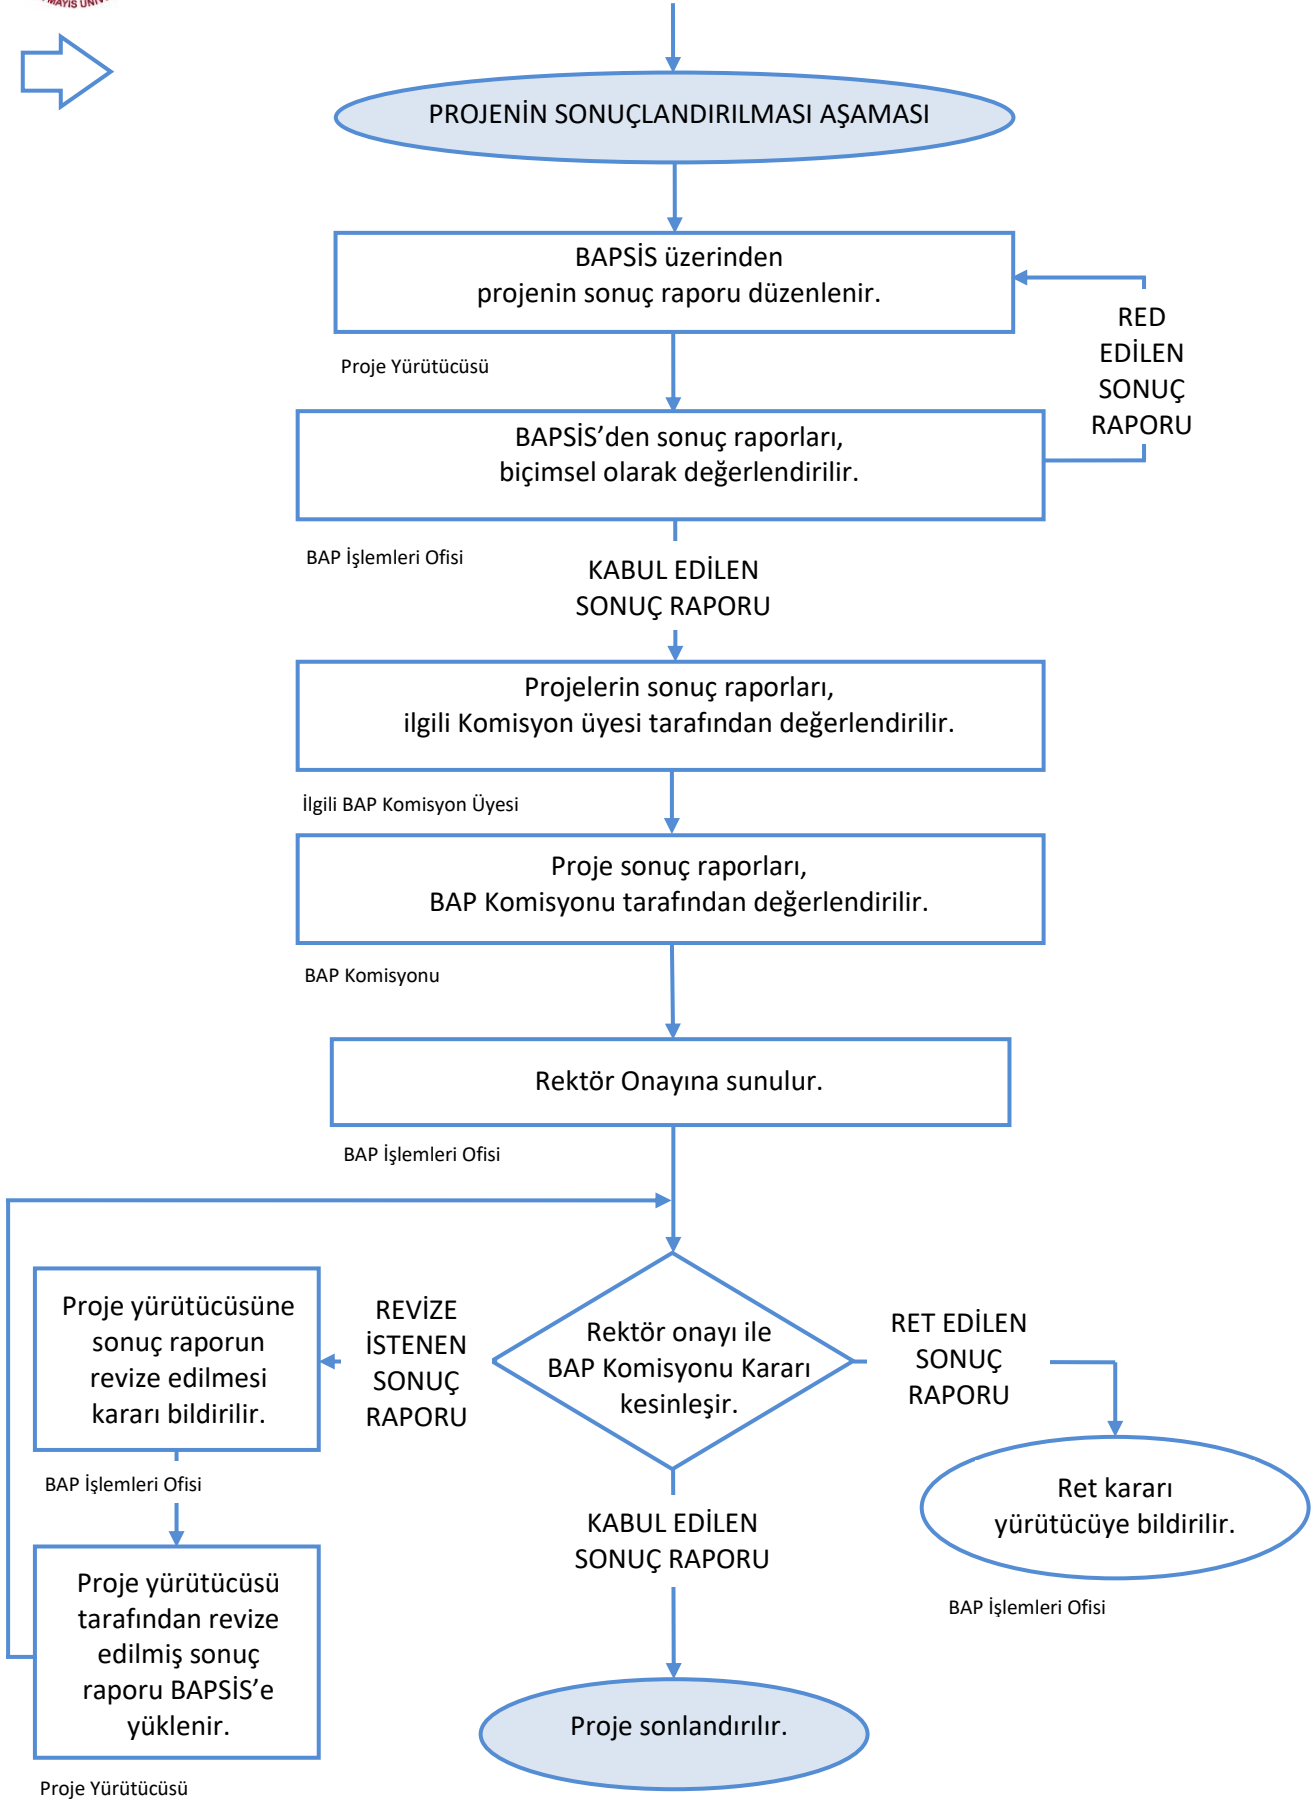 MAYIS ÜNİV
PROJENİN SONUÇLANDIRILMASI AŞAMASI
BAPSİS üzerinden
projenin sonuç raporu düzenlenir.
RED
EDİLEN
SONUÇ
RAPORU
Proje Yürütücüsü
BAPSİS’den sonuç raporları,
biçimsel olarak değerlendirilir.
BAP İşlemleri Ofisi
KABUL EDİLEN
SONUÇ RAPORU
Projelerin sonuç raporları,
ilgili Komisyon üyesi tarafından değerlendirilir.
İlgili BAP Komisyon Üyesi
Proje sonuç raporları,
BAP Komisyonu tarafından değerlendirilir.
BAP Komisyonu
Rektör Onayına sunulur.
BAP İşlemleri Ofisi
Proje yürütücüsüne
sonuç raporun
revize edilmesi
kararı bildirilir.
REVİZE
İSTENEN
SONUÇ
RAPORU
Rektör onayı ile
BAP Komisyonu Kararı
kesinleşir.
RET EDİLEN
SONUÇ
RAPORU
BAP İşlemleri Ofisi
Ret kararı
yürütücüye bildirilir.
BAP İşlemleri Ofisi
KABUL EDİLEN
SONUÇ RAPORU
Proje yürütücüsü
tarafından revize
edilmiş sonuç
raporu BAPSİS’e
yüklenir.
Proje sonlandırılır.
Proje Yürütücüsü